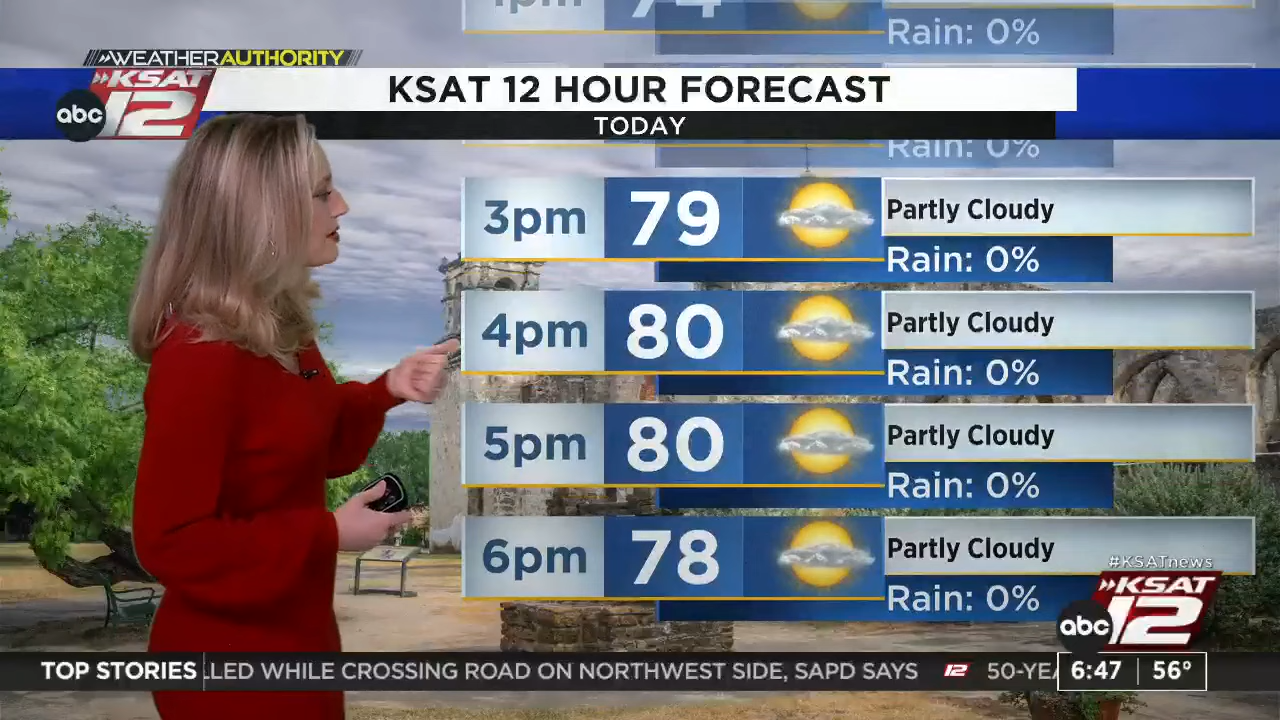 1pm 74
Rain: 0%
WEATHERAUTHORITY
KSAT
abc 12
KSAT 12 HOUR FORECAST
TODAY
Rain: 0%
3pm 79 Partly Cloudy
Rain: 0%
4pm 80 Partly Cloudy
Rain: 0%
5pm 80 Partly Cloudy
Rain: 0%
6pm 78 Partly Cloudy
Rain: 0%
#KSATnews
KSAT
abc 12
TOP STORIES LLED WHILE CROSSING ROAD ON NORTHWEST SIDE, SAPD SAYS 12 50-YEA 6:47 56°